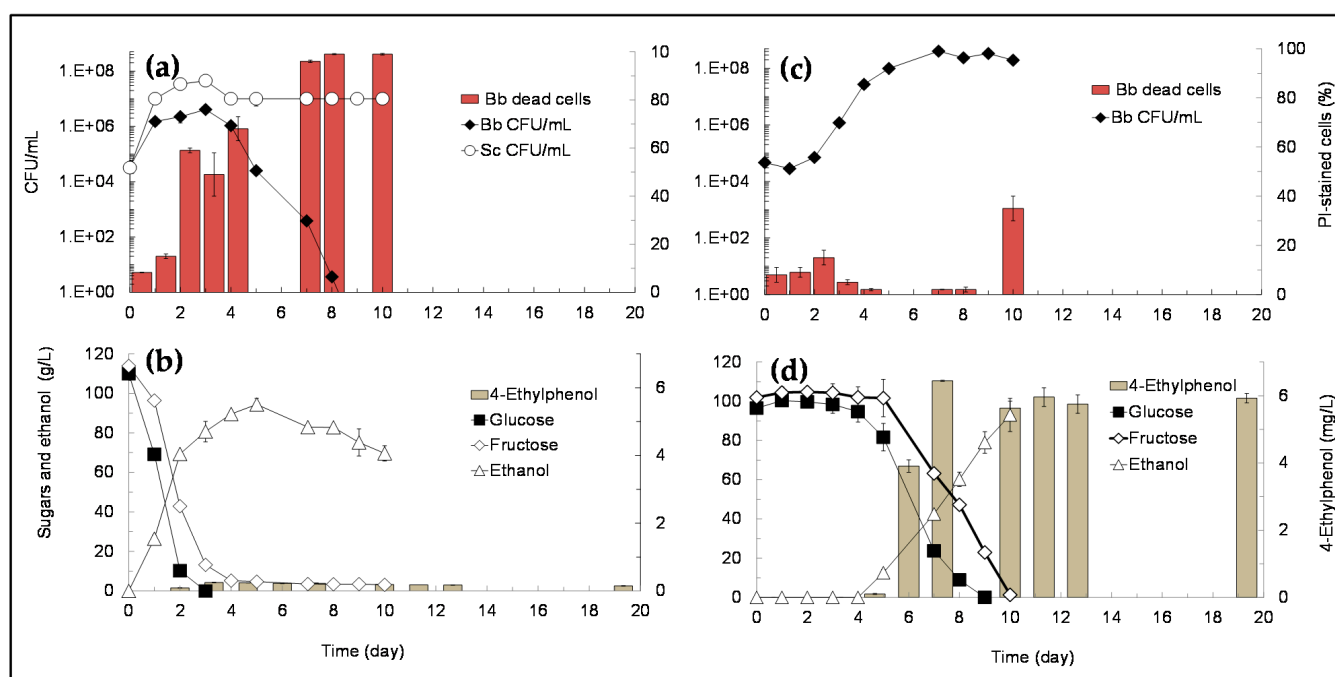 (a)
CFU/mL
1.E+08
1.E+06
1.E+04
1.E+02
1.E+00
10
80
60
40
20
0
Bb dead cells
Bb CFU/mL
Sc CFU/mL
0 2 4 6 8 10 12 14 16 18 20
(c)
1.E+08
1.E+06
1.E+04
1.E+02
1.E+00
100
80
60
40
20
0
PI-stained cells (%)
Bb dead cells
Bb CFU/mL
0 2 4 6 8 10 12 14 16 18 20
(b)
Sugars and ethanol (g/L)
120
100
80
60
40
20
0
6
4
2
0
4-Ethylphenol
Glucose
Fructose
Ethanol
0 2 4 6 8 10 12 14 16 18 20
Time (day)
(d)
120
100
80
60
40
20
0
6
4
2
0
4-Ethylphenol (mg/L)
4-Ethylphenol
Glucose
Fructose
Ethanol
0 2 4 6 8 10 12 14 16 18 20
Time (day)